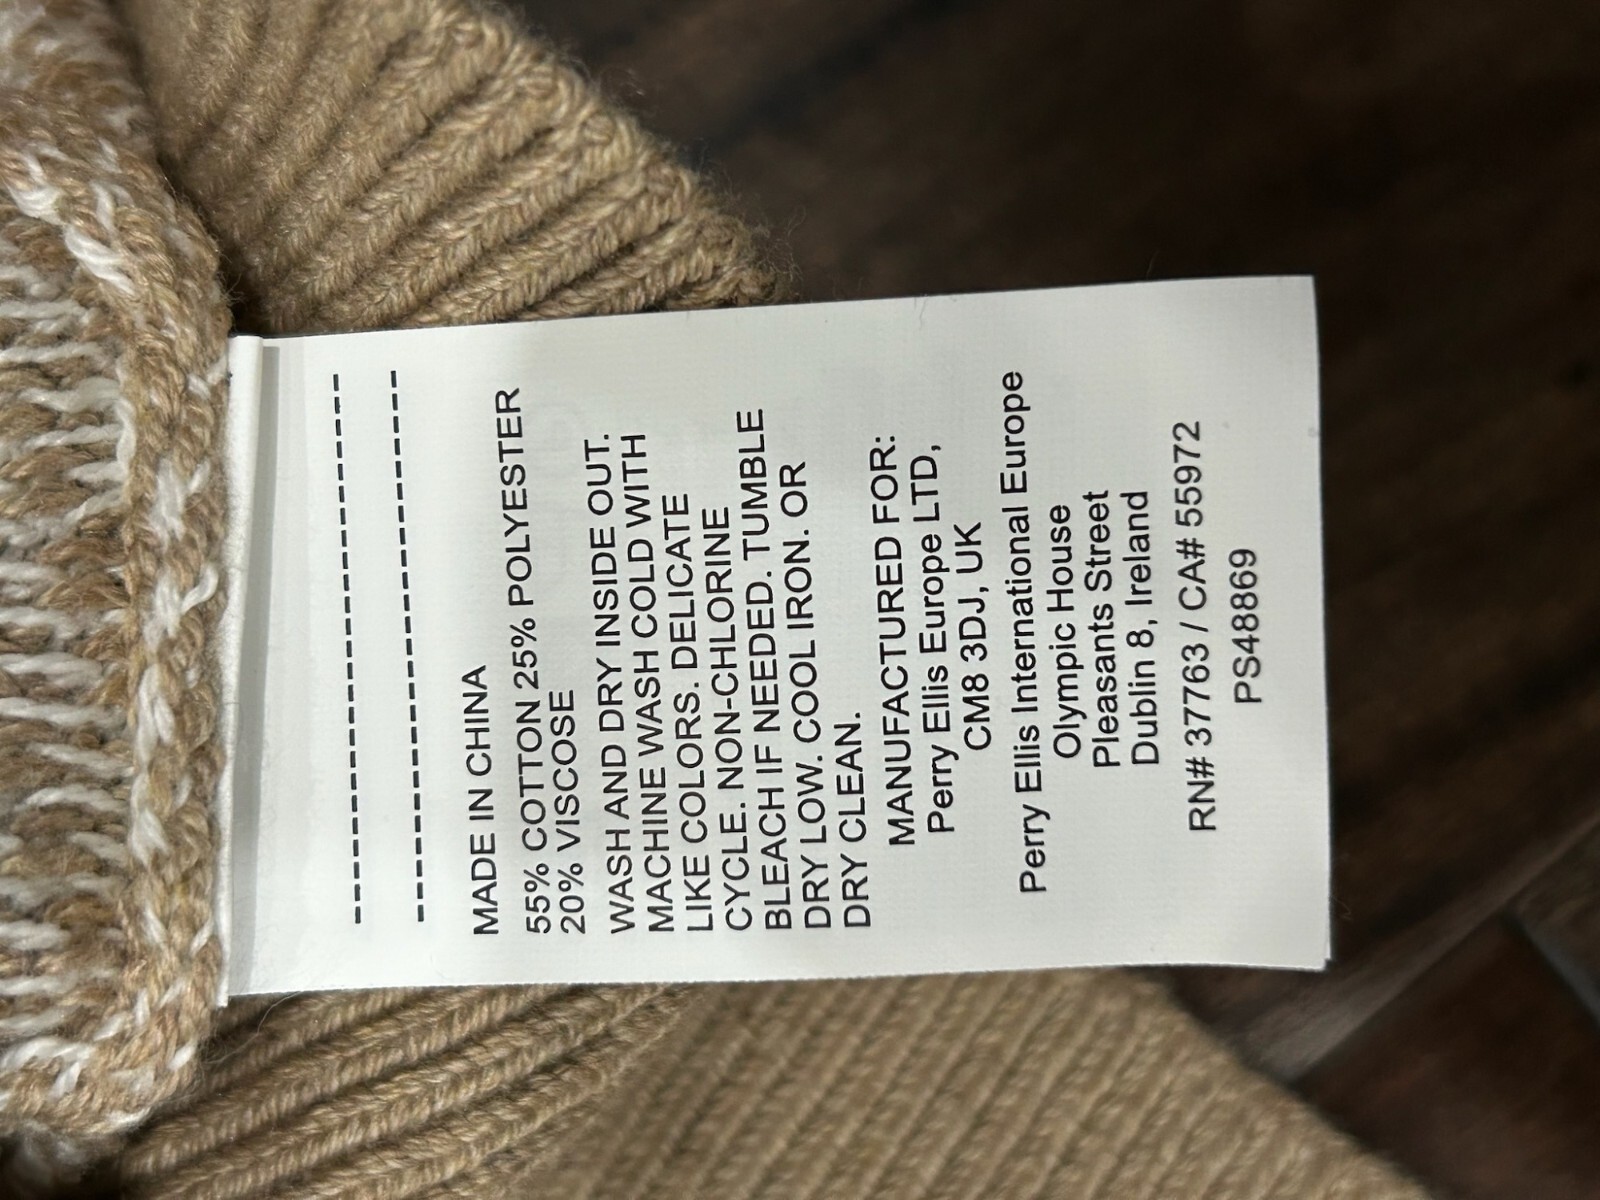 MADE IN CHINA
55% COTTON 25% POLYESTER
20% VISCOSE
WASH AND DRY INSIDE OUT.
MACHINE WASH COLD WITH
LIKE COLORS. DELICATE
CYCLE. NON-CHLORINE
BLEACH IF NEEDED. TUMBLE
DRY LOW. COOL IRON. OR
DRY CLEAN.
MANUFACTURED FOR:
Perry Ellis Europe LTD,
CM8 3DJ, UK
Perry Ellis International Europe
Olympic House
Pleasants Street
Dublin 8, Ireland
RN# 37763 / CA# 55972
PS48869